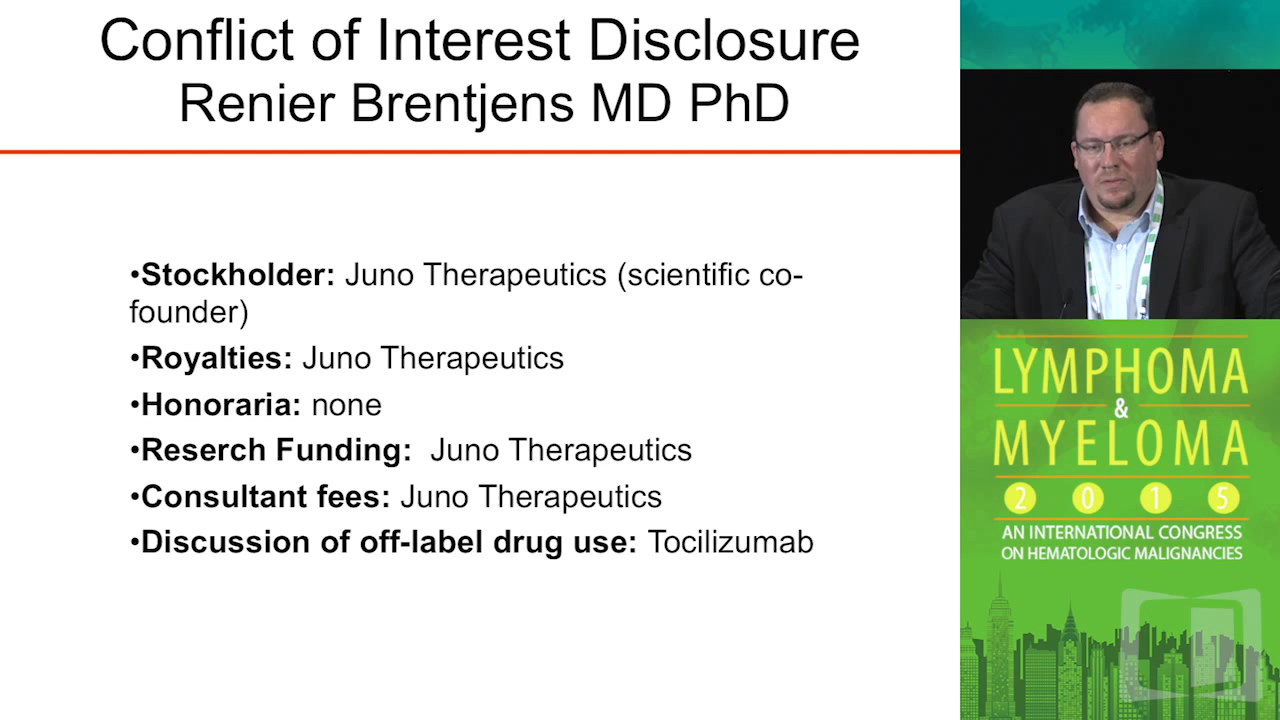 Conflict of Interest Disclosure
Renier Brentjens MD PhD
•Stockholder: Juno Therapeutics (scientific co-
founder)
•Royalties: Juno Therapeutics
•Honoraria: none
•Reserch Funding:  Juno Therapeutics
•Consultant fees: Juno Therapeutics
•Discussion of off-label drug use: Tocilizumab
LYMPHOMA
&
MYELOMA
2 0 1 5
AN INTERNATIONAL CONGRESS
ON HEMATOLOGIC MALIGNANCIES